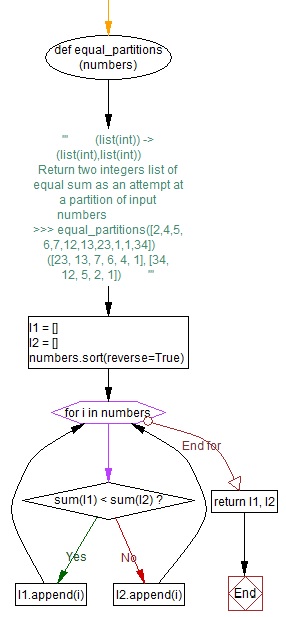 def equal_partitions
(numbers)
''' (list(int)) ->
(list(int),list(int))
Return two integers list of
equal sum as an attempt at
a partition of input
numbers
>>> equal_partitions([2,4,5,
6,7,12,13,23,1,1,34])
([23, 13, 7, 6, 4, 1], [34,
12, 5, 2, 1]) '''
l1 = []
l2 = []
numbers.sort(reverse=True)
for i in numbers
End for
sum(l1) < sum(l2) ?
return l1, l2
Yes
No
l1.append(i)
l2.append(i)
End